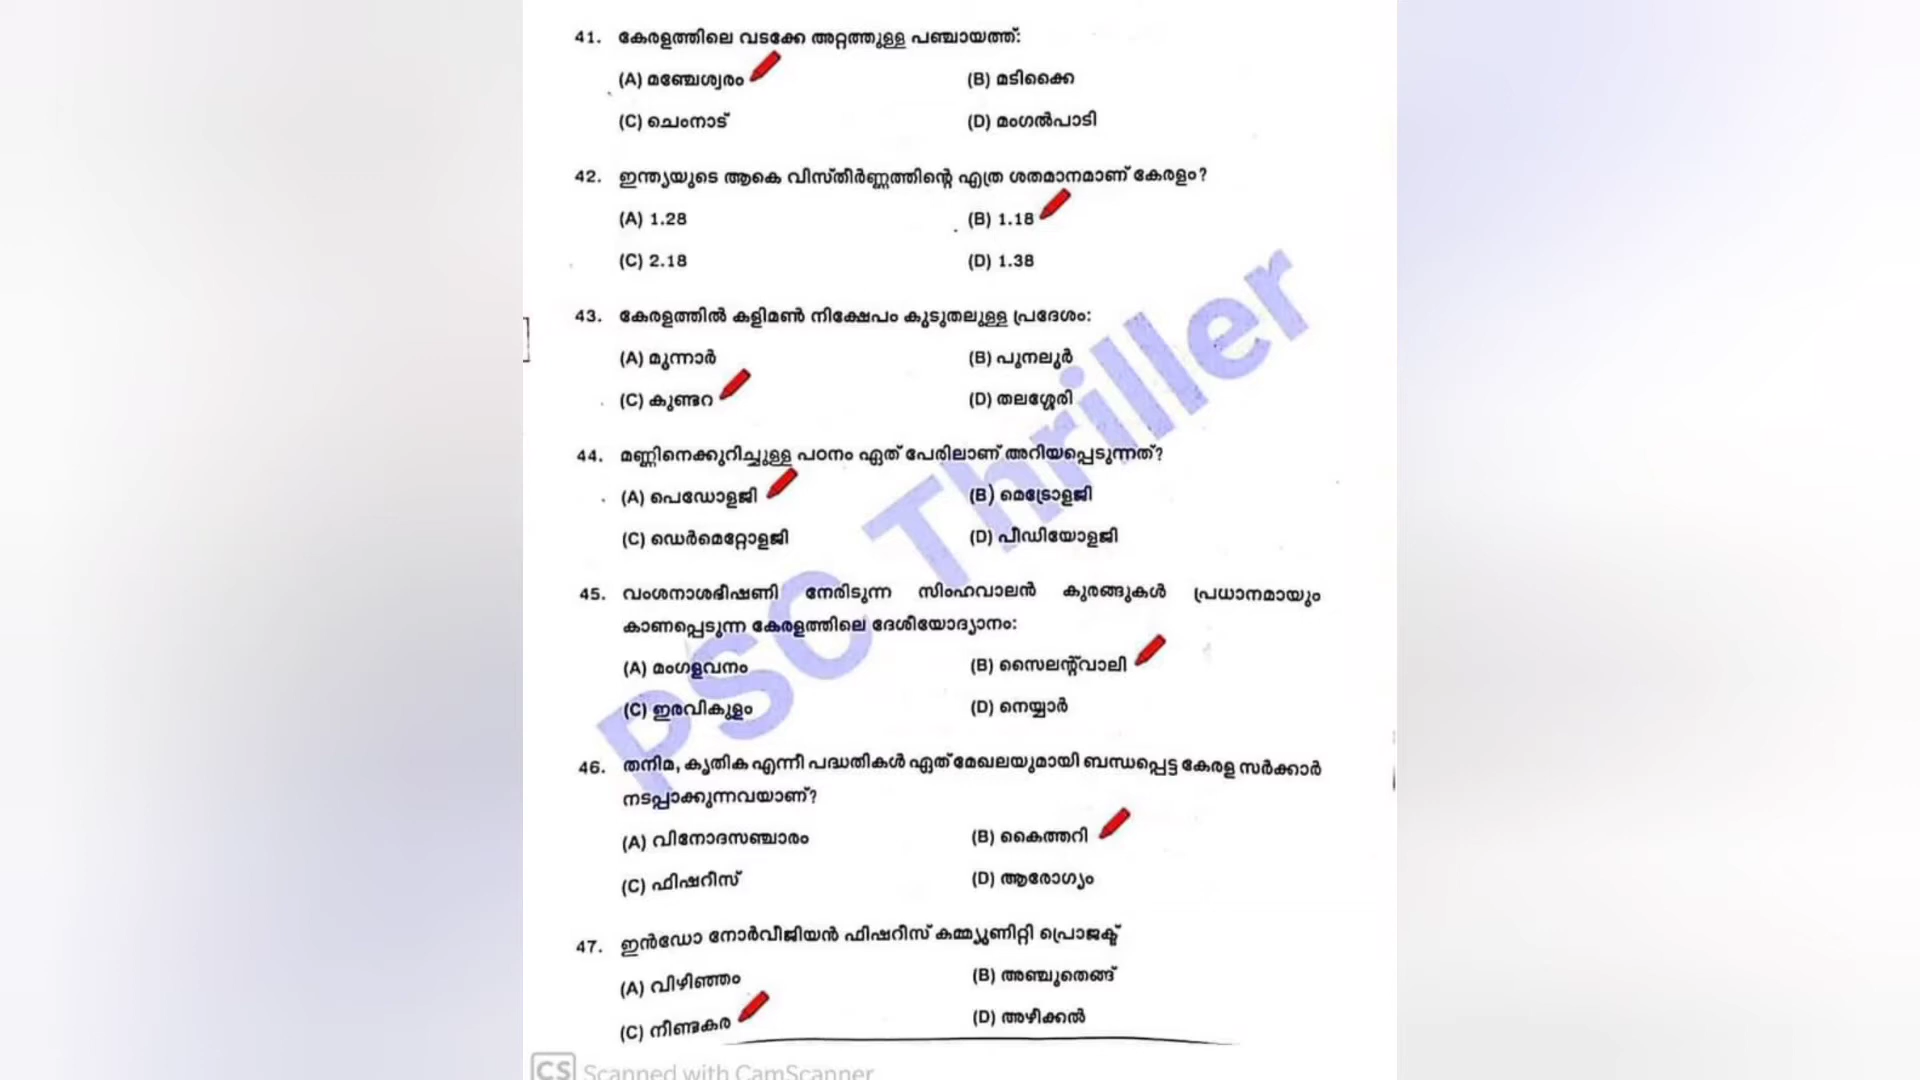 41. കേരളത്തിലെ വടക്കേ അറ്റത്തുള്ള പഞ്ചായത്ത്:
(A) മഞ്ചേശ്വരം (B) മടിക്കൈ
(C) ചെംനാട് (D) മംഗൽപാടി
42. ഇന്ത്യയുടെ ആകെ വിസ്തീർണ്ണത്തിന്റെ എത്ര ശതമാനമാണ് കേരളം?
(A) 1.28 (B) 1.18
(C) 2.18 (D) 1.38
43. കേരളത്തിൽ കളിമൺ നിക്ഷേപം കൂടുതലുള്ള പ്രദേശം:
(A) മൂന്നാർ (B) പുനലൂർ
(C) കുണ്ടറ (D) തലശ്ശേരി
44. മണ്ണിനെക്കുറിച്ചുള്ള പഠനം ഏത് പേരിലാണ് അറിയപ്പെടുന്നത്?
(A) പെഡോളജി (B) മെട്രോളജി
(C) ഡെർമെറ്റോളജി (D) പീഡിയോളജി
45. വംശനാശഭീഷണി നേരിടുന്ന സിംഹവാലൻ കുരങ്ങുകൾ പ്രധാനമായും
കാണപ്പെടുന്ന കേരളത്തിലെ ദേശീയോദ്യാനം:
(A) മംഗളവനം (B) സൈലന്റ്‌വാലി
(C) ഇരവികുളം (D) നെയ്യാർ
46. തനിമ, കൃതിക എന്നീ പദ്ധതികൾ ഏത് മേഖലയുമായി ബന്ധപ്പെട്ട കേരള സർക്കാർ
നടപ്പാക്കുന്നവയാണ്?
(A) വിനോദസഞ്ചാരം (B) കൈത്തറി
(C) ഫിഷറീസ് (D) ആരോഗ്യം
47. ഇൻഡോ നോർവീജിയൻ ഫിഷറീസ് കമ്മ്യുണിറ്റി പ്രൊജക്ട്
(A) വിഴിഞ്ഞം (B) അഞ്ചുതെങ്ങ്
(C) നീണ്ടകര (D) അഴീക്കൽ
PSC Thriller
CS Scanned with CamScanner